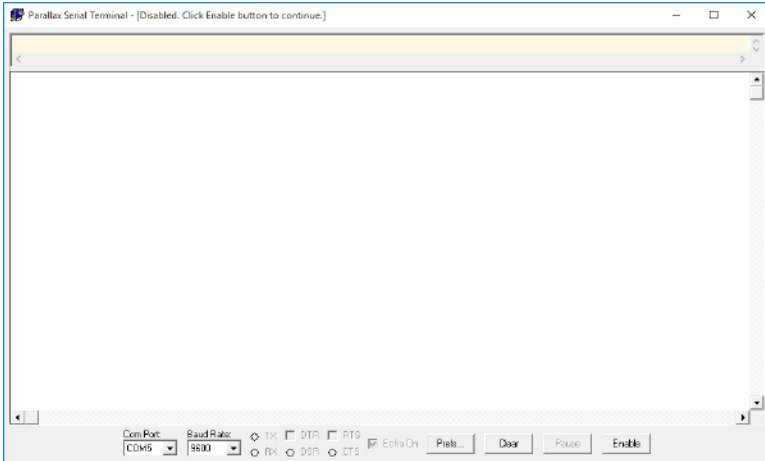 Parallax Serial Terminal - [Disabled. Click Enable button to continue.]
Com Port: Baud Rate: TX DTR RTS
COM5 9600 RX DSR CTS Echo On Prefs... Clear Pause Enable